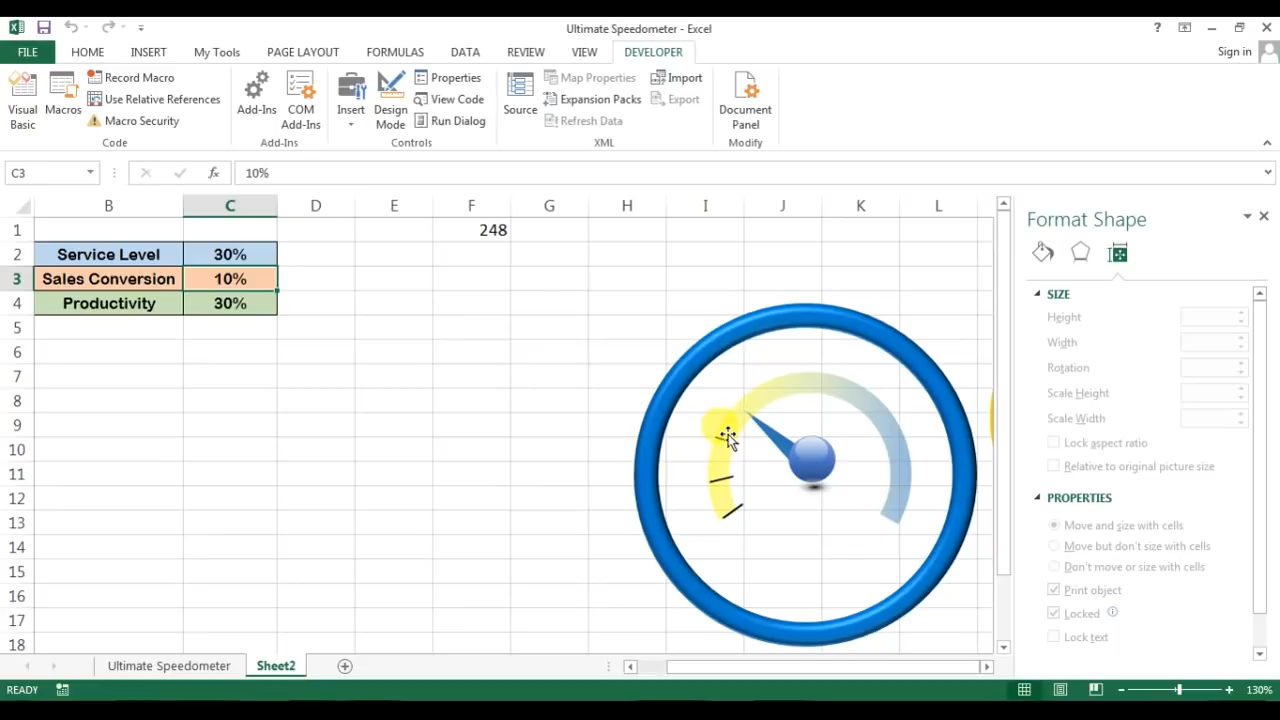 Ultimate Speedometer - Excel
FILE HOME INSERT My Tools PAGE LAYOUT FORMULAS DATA REVIEW VIEW DEVELOPER Sign in
Visual Basic
Macros
Record Macro
Use Relative References
Macro Security
Code
Add-Ins
COM Add-Ins
Add-Ins
Insert
Design Mode
Properties
View Code
Run Dialog
Controls
Source
Map Properties
Expansion Packs
Refresh Data
Import
Export
XML
Document Panel
Modify
C3 fx 10%
B C D E F G H I J K L
1 248
2 Service Level 30%
3 Sales Conversion 10%
4 Productivity 30%
5
6
7
8
9
10
11
12
13
14
15
16
17
18
Format Shape
SIZE
Height
Width
Rotation
Scale Height
Scale Width
Lock aspect ratio
Relative to original picture size
PROPERTIES
Move and size with cells
Move but don't size with cells
Don't move or size with cells
Print object
Locked
Lock text
Ultimate Speedometer Sheet2
READY 130%